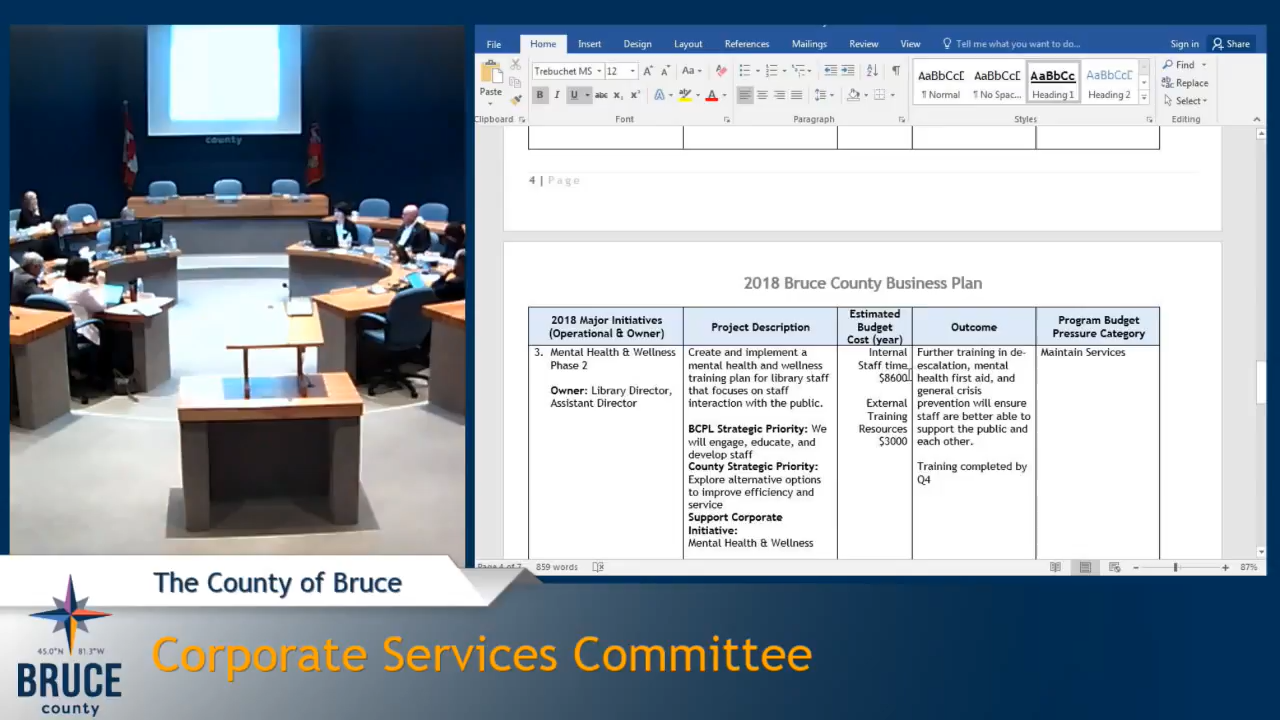 county
File Home Insert Design Layout References Mailings Review View Tell me what you want to do... Sign in Share
Paste
Clipboard
Trebuchet MS 12
Font
Paragraph
AaBbCcD AaBbCcD AaBbCc AaBbCcD
¶ Normal ¶ No Spac... Heading 1 Heading 2
Styles
Find
Replace
Select
Editing
4 | Page
2018 Bruce County Business Plan
2018 Major Initiatives
(Operational & Owner)
Project Description
Estimated
Budget
Cost (year)
Outcome
Program Budget
Pressure Category
3. Mental Health & Wellness
Phase 2
Owner: Library Director,
Assistant Director
Create and implement a
mental health and wellness
training plan for library staff
that focuses on staff
interaction with the public.
BCPL Strategic Priority: We
will engage, educate, and
develop staff
County Strategic Priority:
Explore alternative options
to improve efficiency and
service
Support Corporate
Initiative:
Mental Health & Wellness
Internal
Staff time
$8600
External
Training
Resources
$3000
Further training in de-
escalation, mental
health first aid, and
general crisis
prevention will ensure
staff are better able to
support the public and
each other.
Training completed by
Q4
Maintain Services
Page 4 of 7 859 words 87%
The County of Bruce
Corporate Services Committee
45.0°N 81.3°W
BRUCE
county